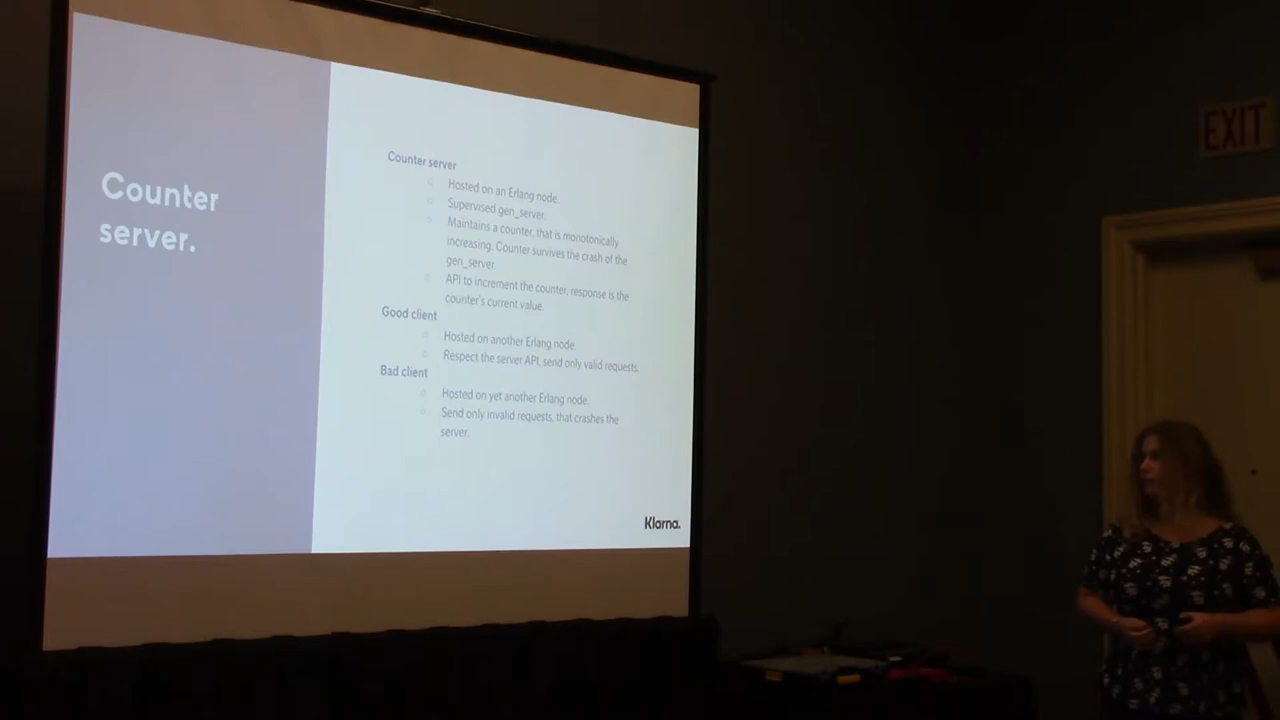 Counter
server.
Counter server
Hosted on an Erlang node.
Supervised gen_server.
Maintains a counter, that is monotonically
increasing. Counter survives the crash of the
gen_server.
API to increment the counter, response is the
counter's current value.
Good client
Hosted on another Erlang node.
Respect the server API, send only valid requests.
Bad client
Hosted on yet another Erlang node.
Send only invalid requests, that crashes the
server.
Klarna.
EXIT